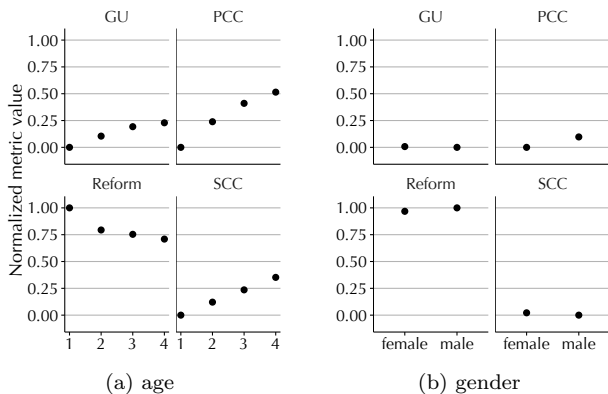 GU PCC GU PCC
1.00 1.00
0.75 0.75
0.50 0.50
0.25 0.25
0.00 0.00
Normalized metric value
Reform SCC Reform SCC
1.00 1.00
0.75 0.75
0.50 0.50
0.25 0.25
0.00 0.00
1 2 3 4 1 2 3 4 female male female male
(a) age (b) gender